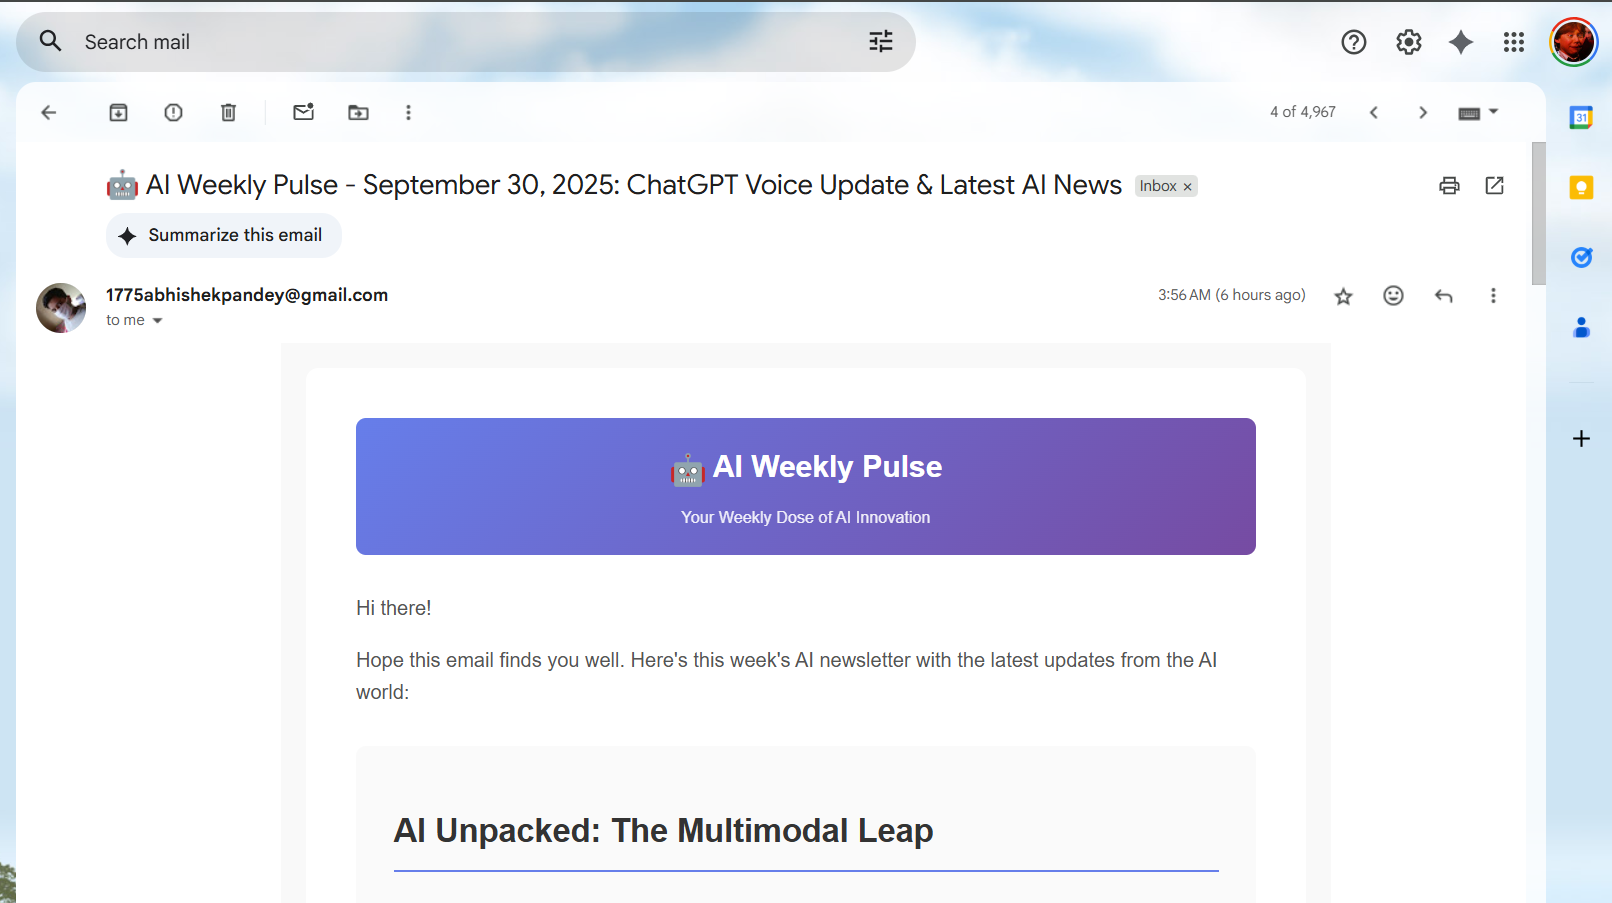 Search mail
4 of 4,967
🤖 AI Weekly Pulse - September 30, 2025: ChatGPT Voice Update & Latest AI News
Inbox ×
Summarize this email
1775abhishekpandey@gmail.com
3:56 AM (6 hours ago)
to me
🤖 AI Weekly Pulse
Your Weekly Dose of AI Innovation
Hi there!
Hope this email finds you well. Here's this week's AI newsletter with the latest updates from the AI
world:
AI Unpacked: The Multimodal Leap
31